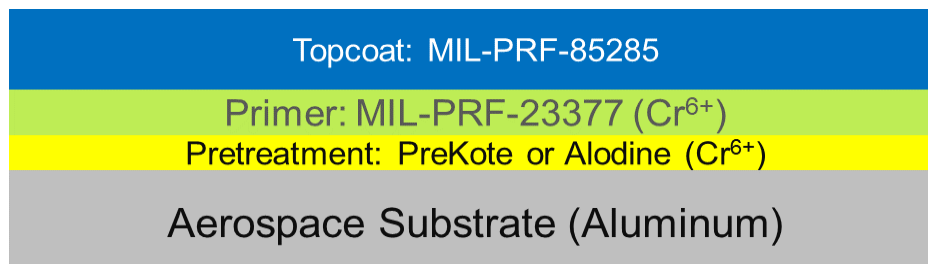 Topcoat: MIL-PRF-85285
Primer: MIL-PRF-23377 (Cr⁶⁺)
Pretreatment: PreKote or Alodine (Cr⁶⁺)
Aerospace Substrate (Aluminum)